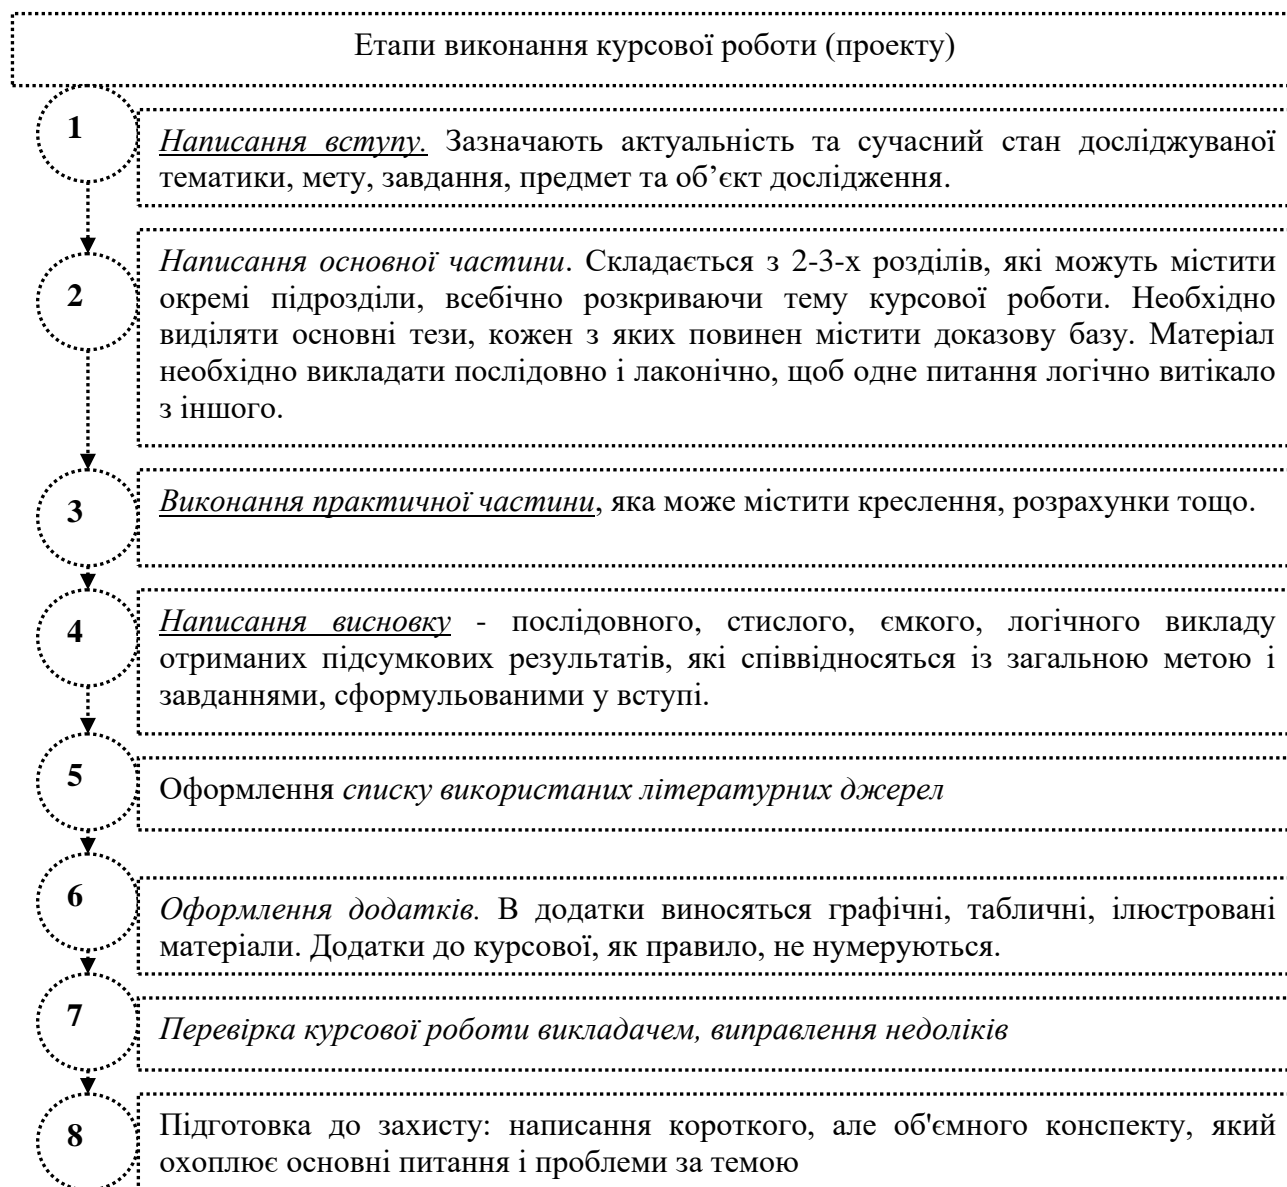 Етапи виконання курсової роботи (проекту)
1
Написання вступу. Зазначають актуальність та сучасний стан досліджуваної
тематики, мету, завдання, предмет та об’єкт дослідження.
2
Написання основної частини. Складається з 2-3-х розділів, які можуть містити
окремі підрозділи, всебічно розкриваючи тему курсової роботи. Необхідно
виділяти основні тези, кожен з яких повинен містити доказову базу. Матеріал
необхідно викладати послідовно і лаконічно, щоб одне питання логічно витікало
з іншого.
3
Виконання практичної частини, яка може містити креслення, розрахунки тощо.
4
Написання висновку - послідовного, стислого, ємкого, логічного викладу
отриманих підсумкових результатів, які співвідносяться із загальною метою і
завданнями, сформульованими у вступі.
5
Оформлення списку використаних літературних джерел
6
Оформлення додатків. В додатки виносяться графічні, табличні, ілюстровані
матеріали. Додатки до курсової, як правило, не нумеруються.
7
Перевірка курсової роботи викладачем, виправлення недоліків
8
Підготовка до захисту: написання короткого, але об'ємного конспекту, який
охоплює основні питання і проблеми за темою